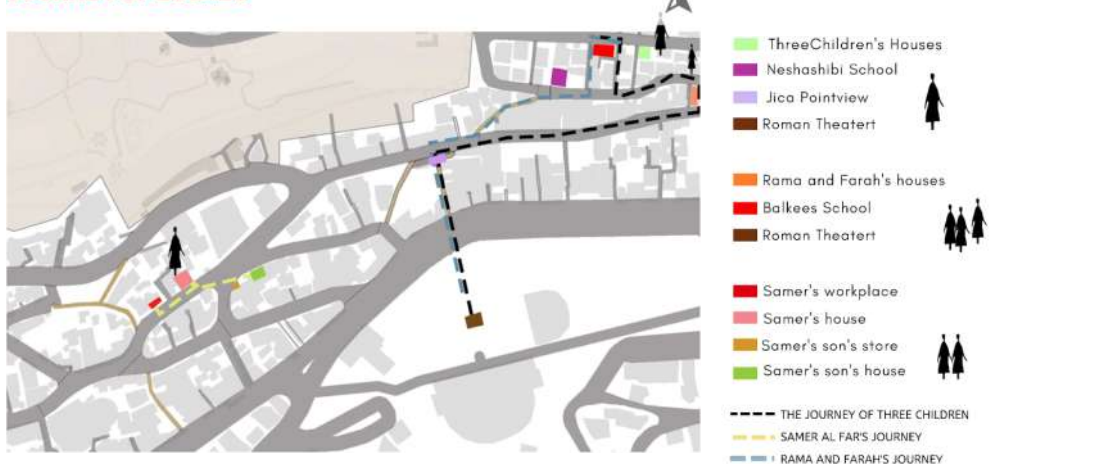 ThreeChildren's Houses
Neshashibi School
Jica Pointview
Roman Theatert
Rama and Farah's houses
Balkees School
Roman Theatert
Samer's workplace
Samer's house
Samer's son's store
Samer's son's house
THE JOURNEY OF THREE CHILDREN
SAMER AL FAR'S JOURNEY
RAMA AND FARAH'S JOURNEY